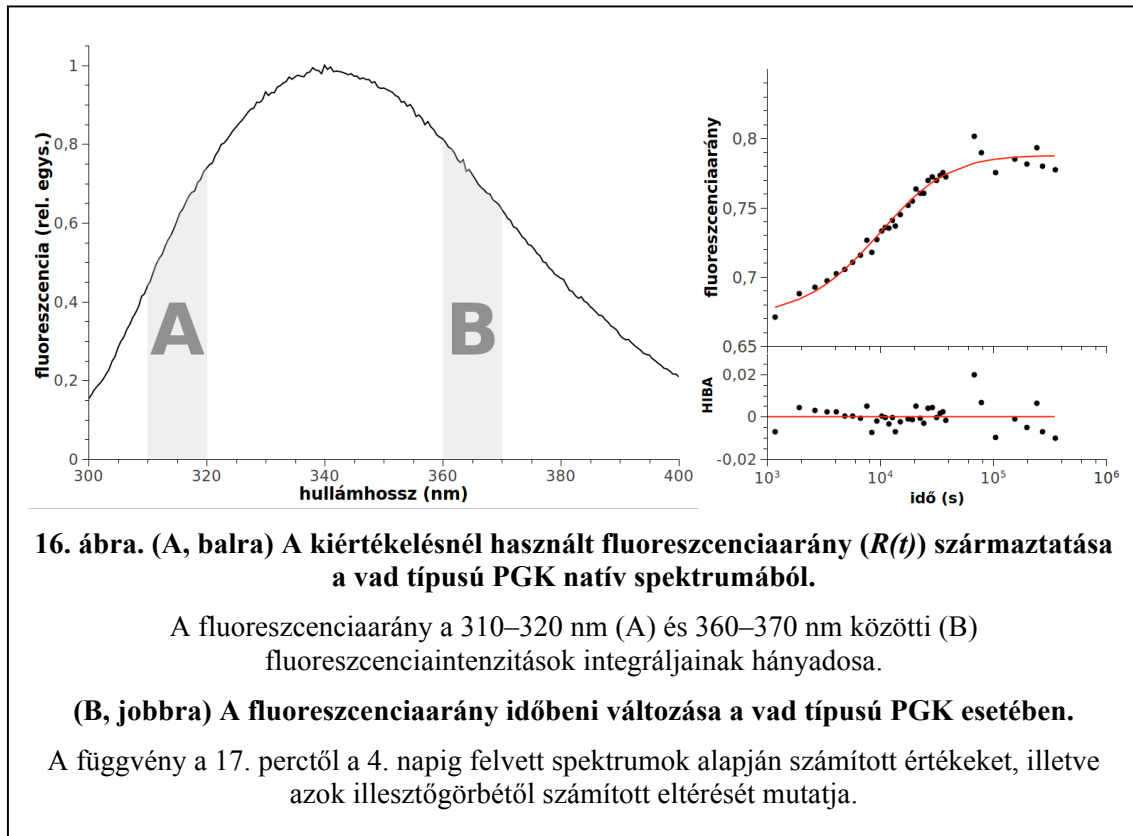 fluoreszcencia (rel. egys.)
1
0,8
0,6
0,4
0,2
0
A
B
300
320
340
360
380
400
hullámhossz (nm)
fluoreszcenciaarány
0,8
0,75
0,7
0,65
HIBA
0,02
0
-0,02
10³
10⁴
10⁵
10⁶
idő (s)
16. ábra. (A, balra) A kiértékelésnél használt fluoreszcenciaarány (R(t)) származtatása
a vad típusú PGK natív spektrumából.
A fluoreszcenciaarány a 310–320 nm (A) és 360–370 nm közötti (B)
fluoreszcenciaintenzitások integráljainak hányadosa.
(B, jobbra) A fluoreszcenciaarány időbeni változása a vad típusú PGK esetében.
A függvény a 17. perctől a 4. napig felvett spektrumok alapján számított értékeket, illetve
azok illesztőgörbétől számított eltérését mutatja.